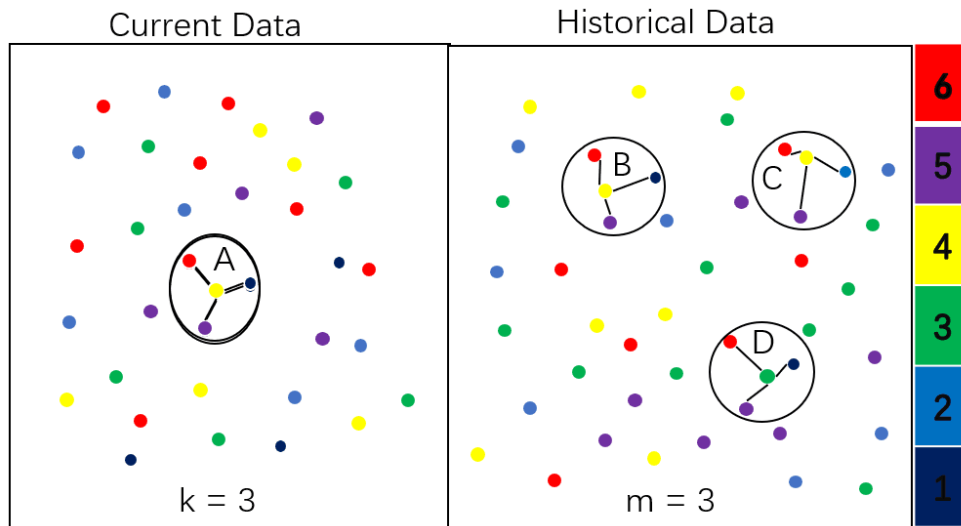 Current Data
Historical Data
A
B
C
D
k = 3
m = 3
6
5
4
3
2
1